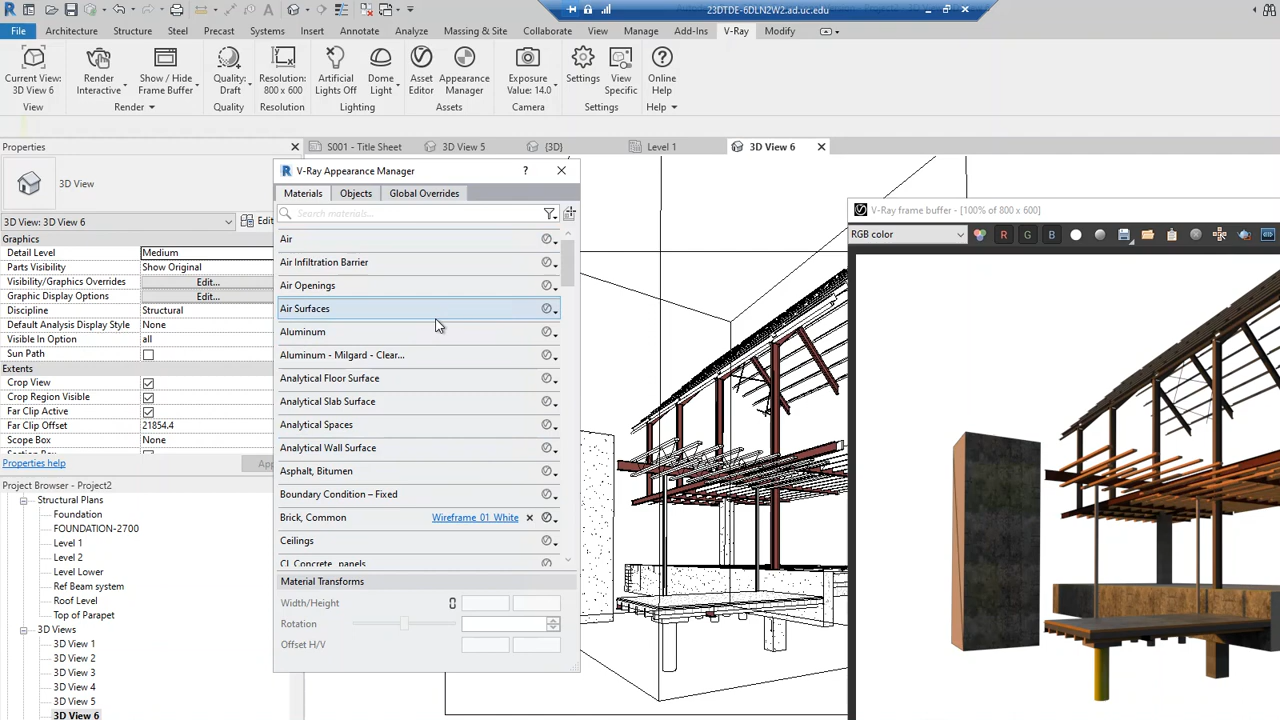 23DTDE-6DLN2W2.ad.uc.edu
File Architecture Structure Steel Precast Systems Insert Annotate Analyze Massing & Site Collaborate View Manage Add-Ins V-Ray Modify
Current View: 3D View 6
Render Interactive
Show / Hide Frame Buffer
Quality: Draft
Resolution: 800 x 600
Artificial Lights Off
Dome Light
Asset Editor
Appearance Manager
Exposure Value: 14.0
Settings
View Specific
Online Help
View Render Quality Resolution Lighting Assets Camera Settings Help
Properties
S001 - Title Sheet 3D View 5 {3D} Level 1 3D View 6
3D View
3D View: 3D View 6 Edit
Graphics
Detail Level Medium
Parts Visibility Show Original
Visibility/Graphics Overrides Edit...
Graphic Display Options Edit...
Discipline Structural
Default Analysis Display Style None
Visible In Option all
Sun Path
Extents
Crop View
Crop Region Visible
Far Clip Active
Far Clip Offset 21854.4
Scope Box None
Properties help App
Project Browser - Project2
Structural Plans
Foundation
FOUNDATION-2700
Level 1
Level 2
Level Lower
Ref Beam system
Roof Level
Top of Parapet
3D Views
3D View 1
3D View 2
3D View 3
3D View 4
3D View 5
3D View 6
V-Ray Appearance Manager ?
Materials Objects Global Overrides
Search materials...
Air
Air Infiltration Barrier
Air Openings
Air Surfaces
Aluminum
Aluminum - Milgard - Clear...
Analytical Floor Surface
Analytical Slab Surface
Analytical Spaces
Analytical Wall Surface
Asphalt, Bitumen
Boundary Condition – Fixed
Brick, Common Wireframe_01_White
Ceilings
Material Transforms
Width/Height
Rotation
Offset H/V
V-Ray frame buffer - [100% of 800 x 600]
RGB color R G B